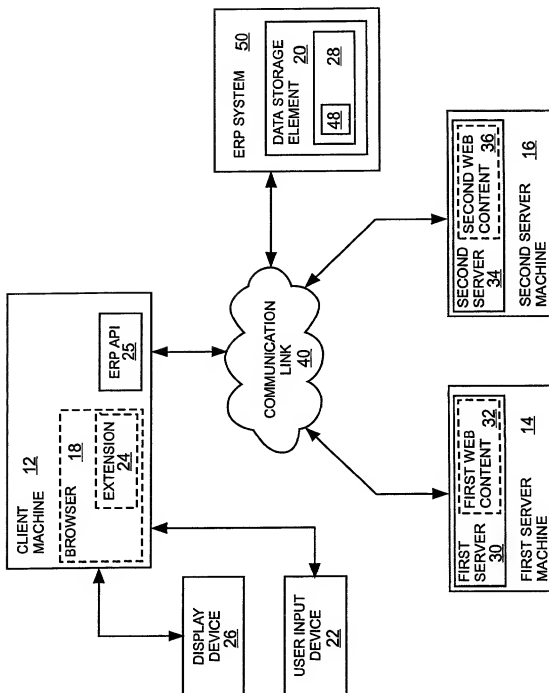 CLIENT
MACHINE 12
BROWSER 18
EXTENSION
24
ERP API
25
DISPLAY
DEVICE
26
USER INPUT
DEVICE
22
COMMUNICATION
LINK
40
ERP SYSTEM 50
DATA STORAGE
ELEMENT 20
28
48
FIRST
SERVER
30
FIRST WEB
CONTENT 32
FIRST SERVER
MACHINE 14
SECOND
SERVER
34
SECOND WEB
CONTENT 36
SECOND SERVER
MACHINE 16